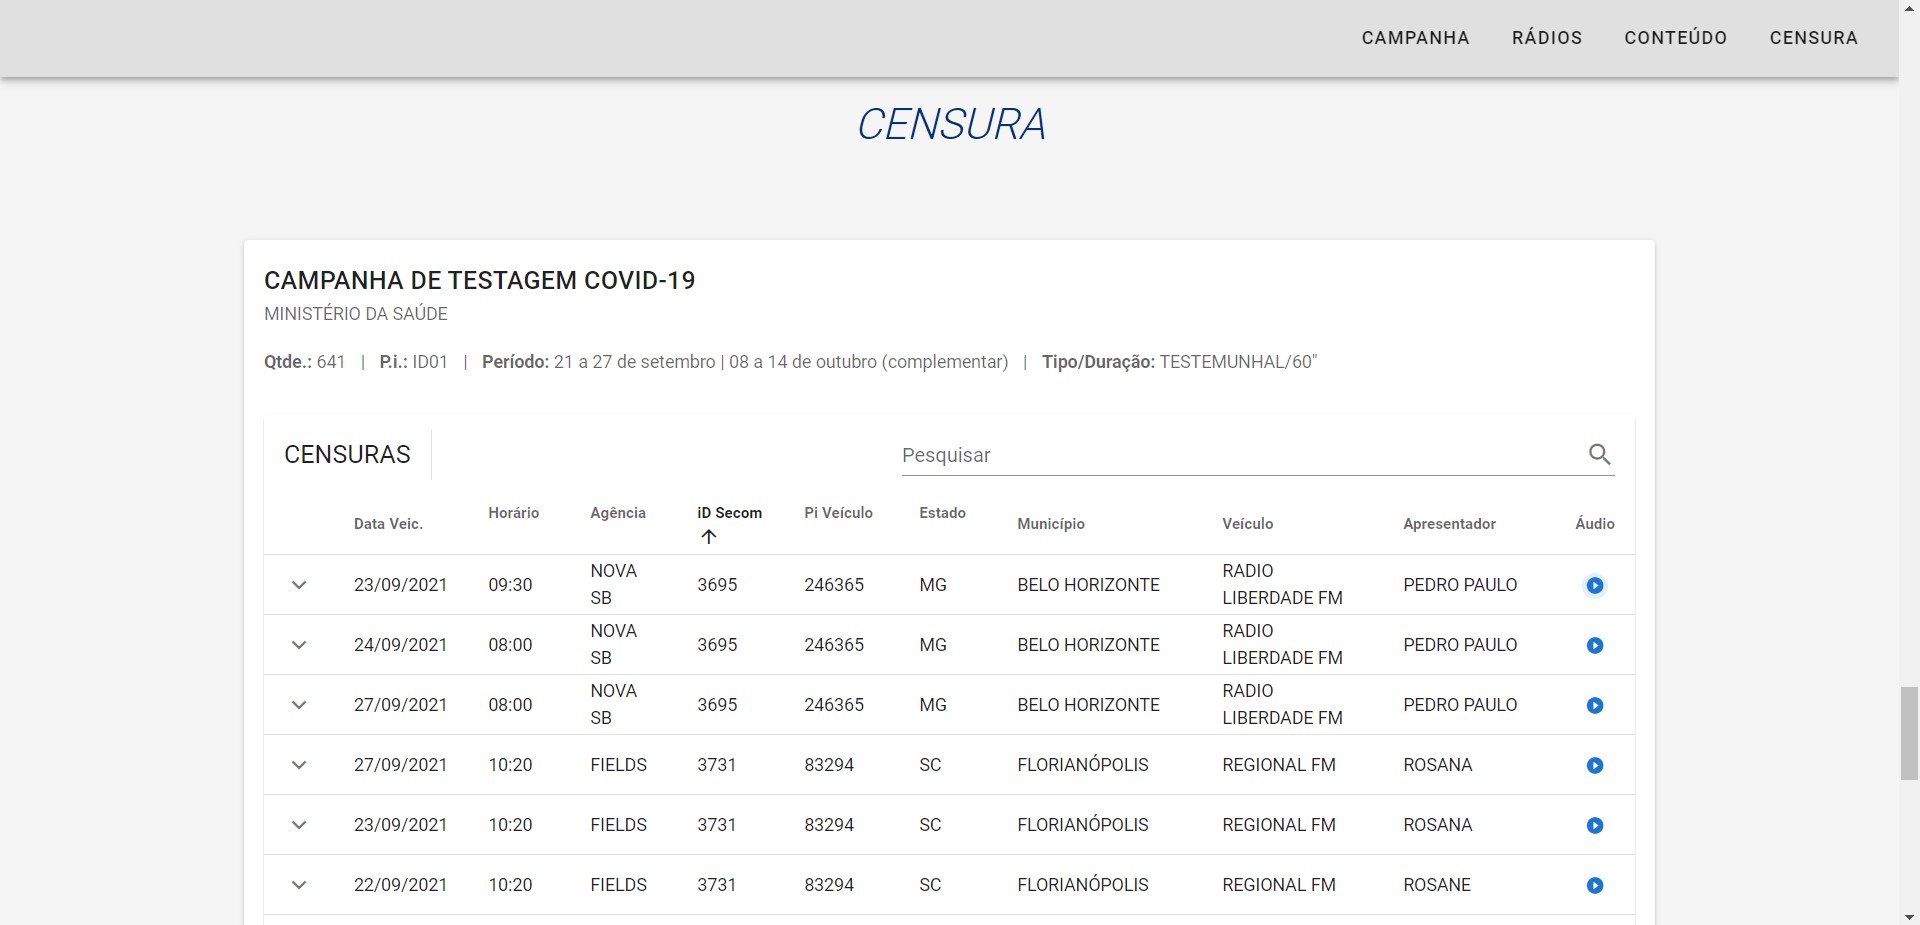 CAMPANHA RÁDIOS CONTEÚDO CENSURA
CENSURA
CAMPANHA DE TESTAGEM COVID-19
MINISTÉRIO DA SAÚDE
Qtde.: 641 | P.i.: ID01 | Período: 21 a 27 de setembro | 08 a 14 de outubro (complementar) | Tipo/Duração: TESTEMUNHAL/60"
CENSURAS
Pesquisar
Data Veic. Horário Agência iD Secom Pi Veículo Estado Município Veículo Apresentador Áudio
23/09/2021 09:30 NOVA SB 3695 246365 MG BELO HORIZONTE RADIO LIBERDADE FM PEDRO PAULO
24/09/2021 08:00 NOVA SB 3695 246365 MG BELO HORIZONTE RADIO LIBERDADE FM PEDRO PAULO
27/09/2021 08:00 NOVA SB 3695 246365 MG BELO HORIZONTE RADIO LIBERDADE FM PEDRO PAULO
27/09/2021 10:20 FIELDS 3731 83294 SC FLORIANÓPOLIS REGIONAL FM ROSANA
23/09/2021 10:20 FIELDS 3731 83294 SC FLORIANÓPOLIS REGIONAL FM ROSANA
22/09/2021 10:20 FIELDS 3731 83294 SC FLORIANÓPOLIS REGIONAL FM ROSANE